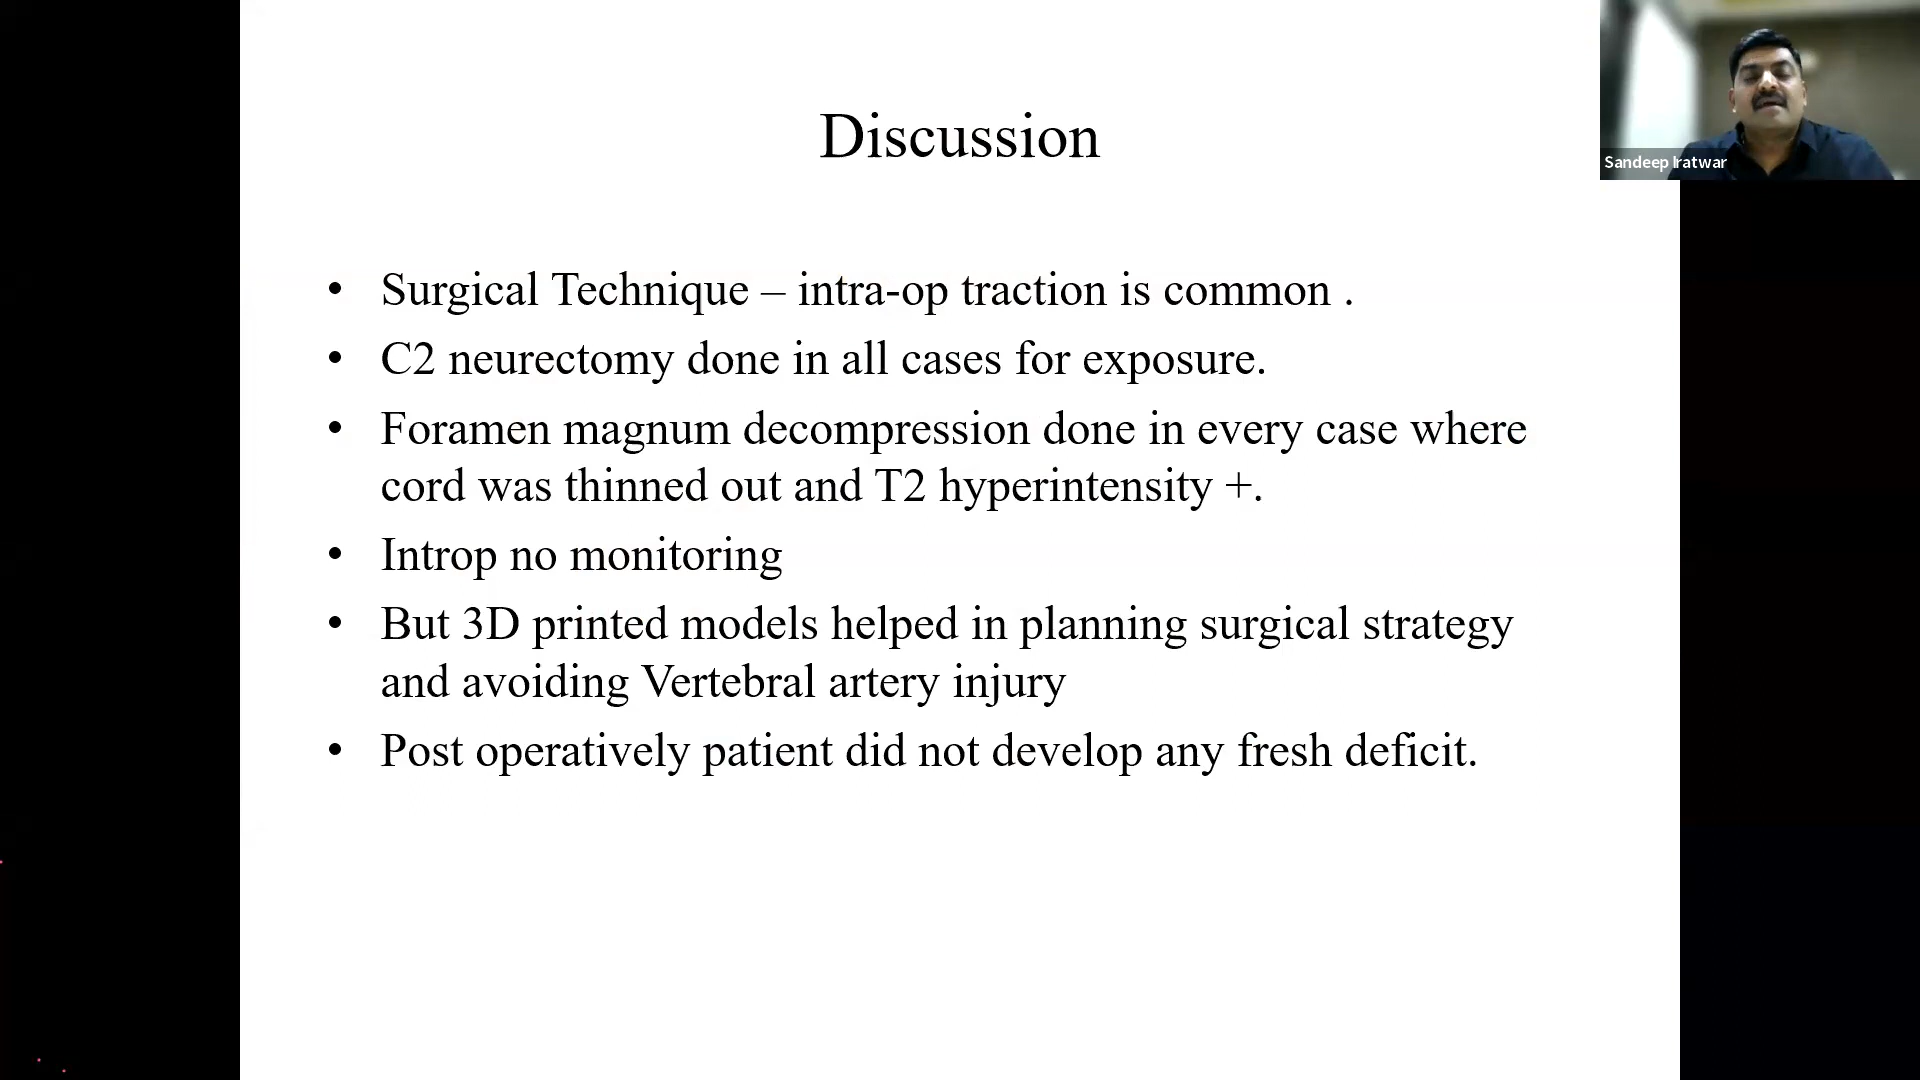 Discussion
Sandeep Iratwar
• Surgical Technique – intra-op traction is common .
• C2 neurectomy done in all cases for exposure.
• Foramen magnum decompression done in every case where
cord was thinned out and T2 hyperintensity +.
• Introp no monitoring
• But 3D printed models helped in planning surgical strategy
and avoiding Vertebral artery injury
• Post operatively patient did not develop any fresh deficit.